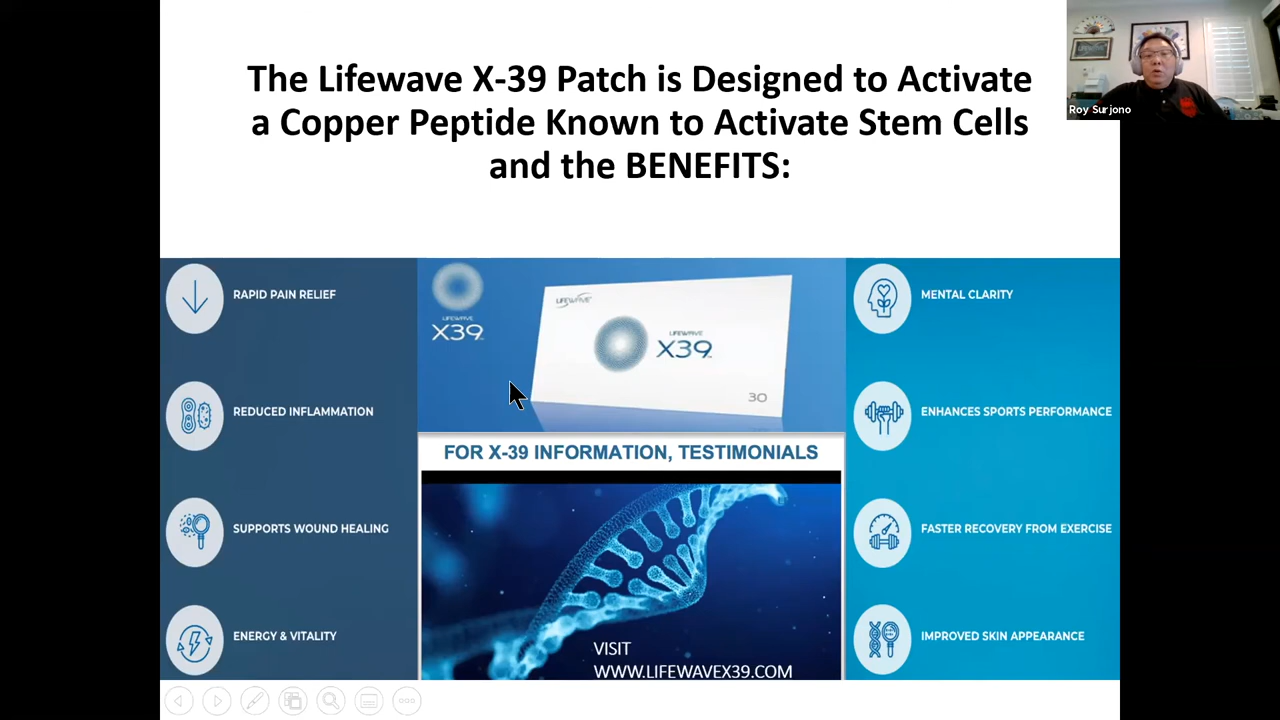 The Lifewave X-39 Patch is Designed to Activate
a Copper Peptide Known to Activate Stem Cells
and the BENEFITS:
Roy Surjono
RAPID PAIN RELIEF
REDUCED INFLAMMATION
SUPPORTS WOUND HEALING
ENERGY & VITALITY
LIFEWAVE
X39
LIFEWAVE
LIFEWAVE
X39
30
FOR X-39 INFORMATION, TESTIMONIALS
VISIT
WWW.LIFEWAVEX39.COM
MENTAL CLARITY
ENHANCES SPORTS PERFORMANCE
FASTER RECOVERY FROM EXERCISE
IMPROVED SKIN APPEARANCE